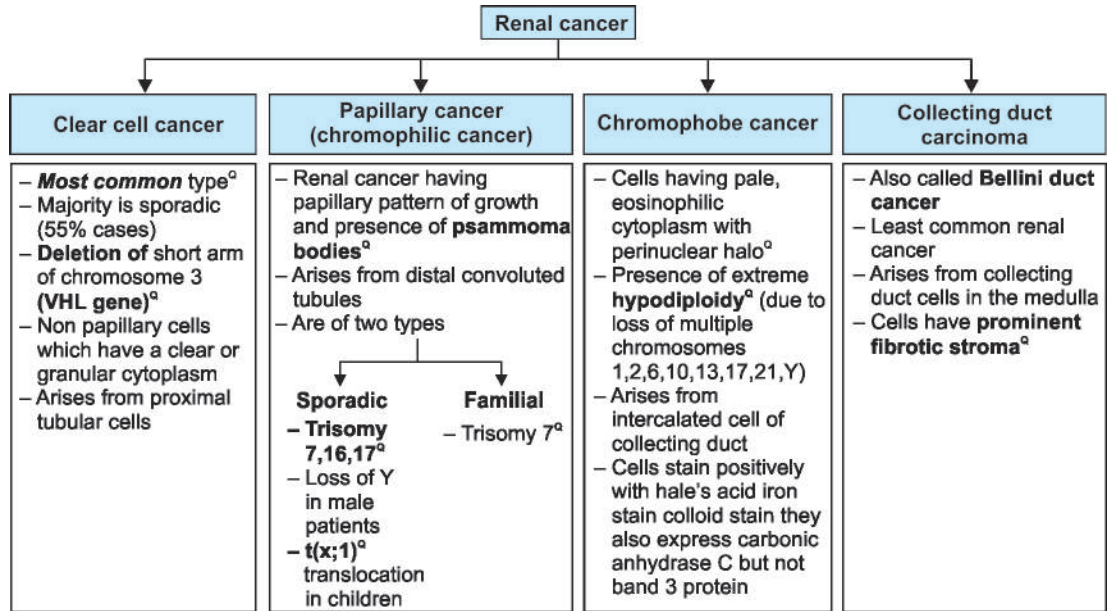 Renal cancer
Clear cell cancer
– Most common type^Q
– Majority is sporadic
(55% cases)
– Deletion of short arm
of chromosome 3
(VHL gene)^Q
– Non papillary cells
which have a clear or
granular cytoplasm
– Arises from proximal
tubular cells
Papillary cancer
(chromophilic cancer)
– Renal cancer having
papillary pattern of growth
and presence of psammoma
bodies^Q
– Arises from distal convoluted
tubules
– Are of two types
Sporadic
– Trisomy
7,16,17^Q
– Loss of Y
in male
patients
– t(x;1)^Q
translocation
in children
Familial
– Trisomy 7^Q
Chromophobe cancer
– Cells having pale,
eosinophilic
cytoplasm with
perinuclear halo^Q
– Presence of extreme
hypodiploidy^Q (due to
loss of multiple
chromosomes
1,2,6,10,13,17,21,Y)
– Arises from
intercalated cell of
collecting duct
– Cells stain positively
with hale's acid iron
stain colloid stain they
also express carbonic
anhydrase C but not
band 3 protein
Collecting duct
carcinoma
– Also called Bellini duct
cancer
– Least common renal
cancer
– Arises from collecting
duct cells in the medulla
– Cells have prominent
fibrotic stroma^Q